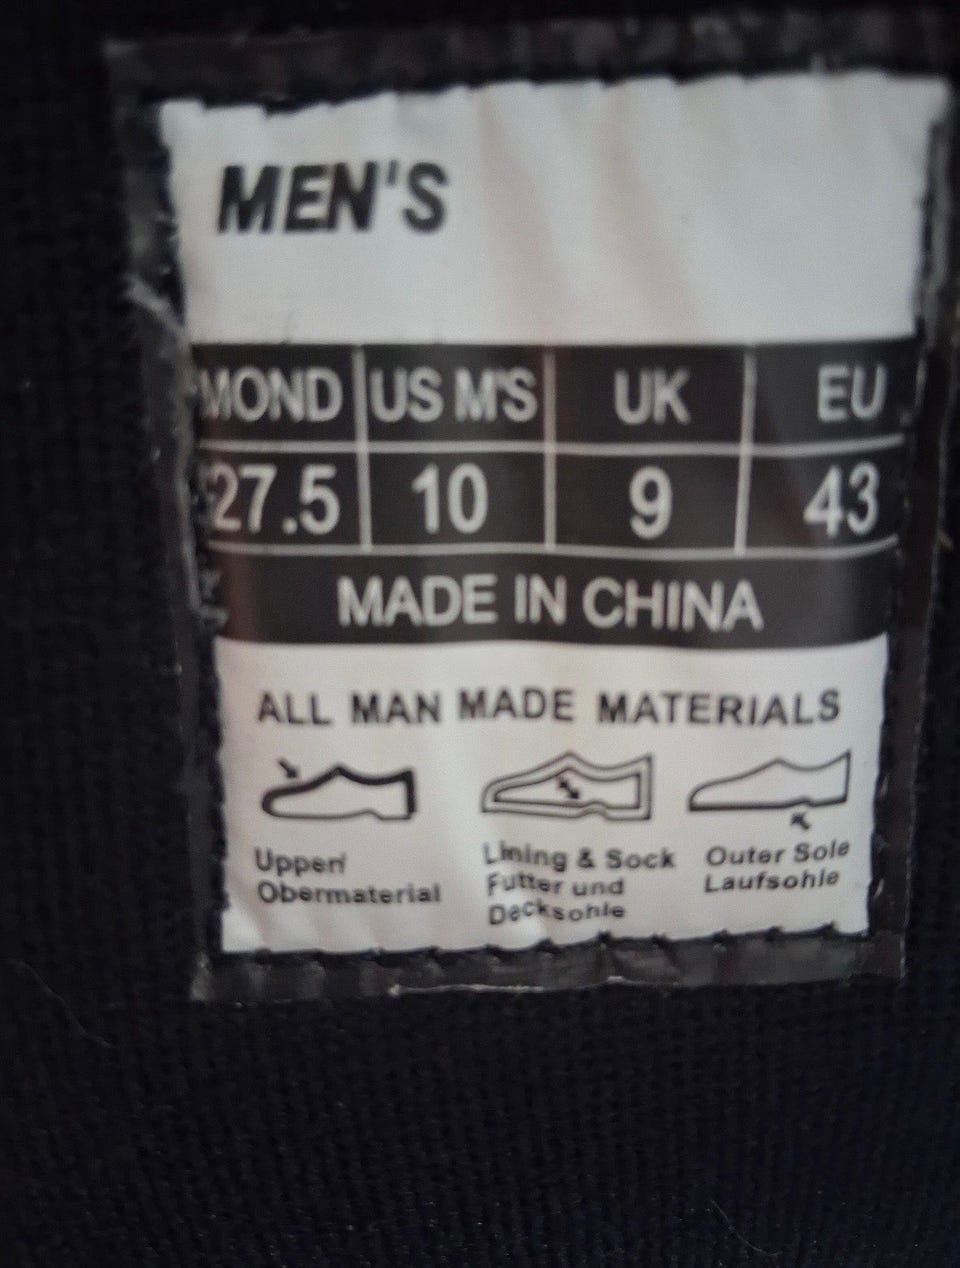 MEN'S
MOND US M'S UK EU
27.5 10 9 43
MADE IN CHINA
ALL MAN MADE MATERIALS
Upper/ Lining & Sock Outer Sole
Obermaterial Futter und Laufsohle
Decksohle